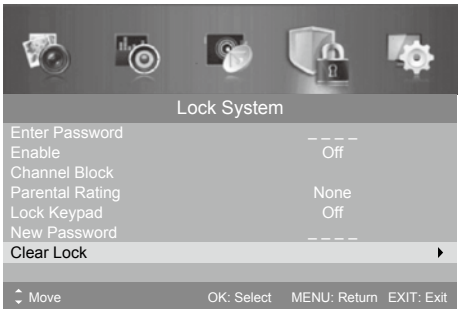 Lock System
Enter Password _ _ _ _
Enable Off
Channel Block
Parental Rating None
Lock Keypad Off
New Password _ _ _ _
Clear Lock
Move OK: Select MENU: Return EXIT: Exit